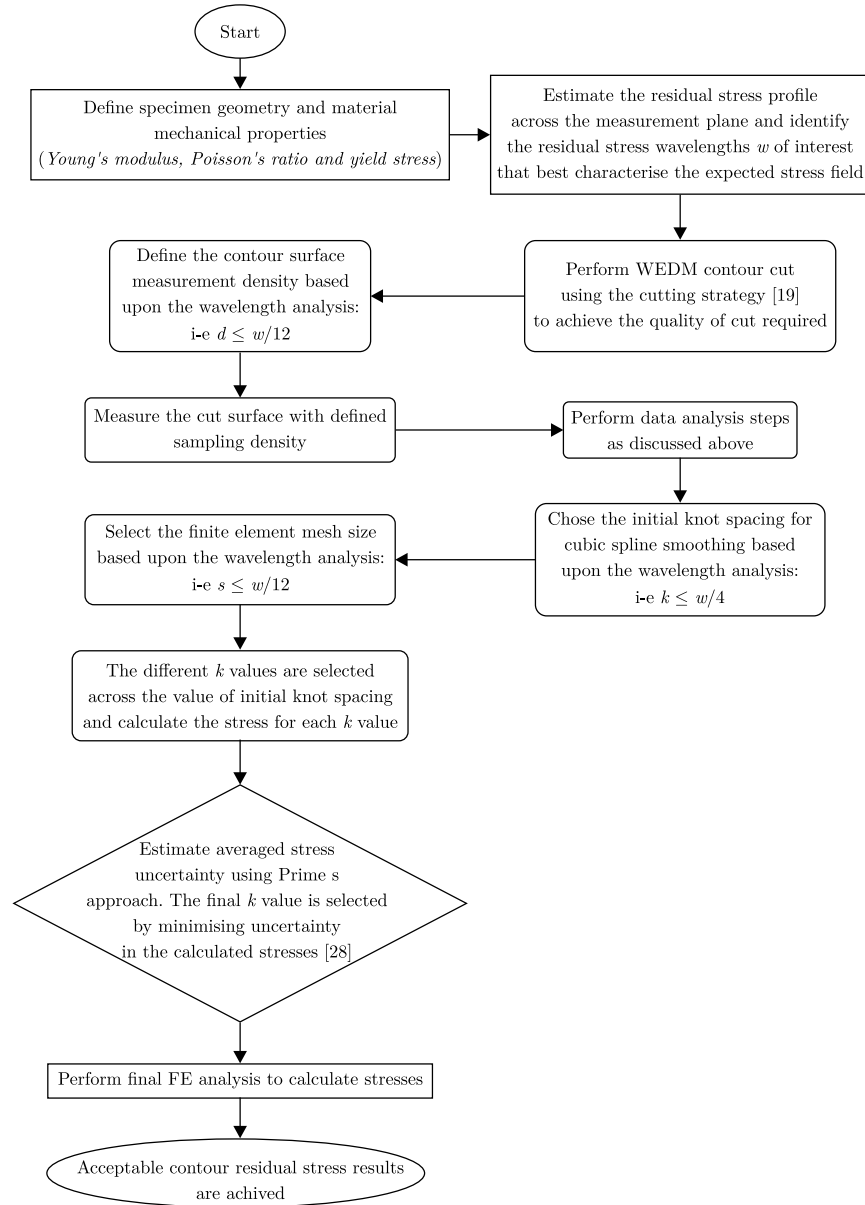 Start
Define specimen geometry and material
mechanical properties
(Young's modulus, Poisson's ratio and yield stress)
Estimate the residual stress profile
across the measurement plane and identify
the residual stress wavelengths w of interest
that best characterise the expected stress field
Perform WEDM contour cut
using the cutting strategy [19]
to achieve the quality of cut required
Define the contour surface
measurement density based
upon the wavelength analysis:
i-e d ≤ w/12
Measure the cut surface with defined
sampling density
Perform data analysis steps
as discussed above
Chose the initial knot spacing for
cubic spline smoothing based
upon the wavelength analysis:
i-e k ≤ w/4
Select the finite element mesh size
based upon the wavelength analysis:
i-e s ≤ w/12
The different k values are selected
across the value of initial knot spacing
and calculate the stress for each k value
Estimate averaged stress
uncertainty using Prime s
approach. The final k value is selected
by minimising uncertainty
in the calculated stresses [28]
Perform final FE analysis to calculate stresses
Acceptable contour residual stress results
are achived